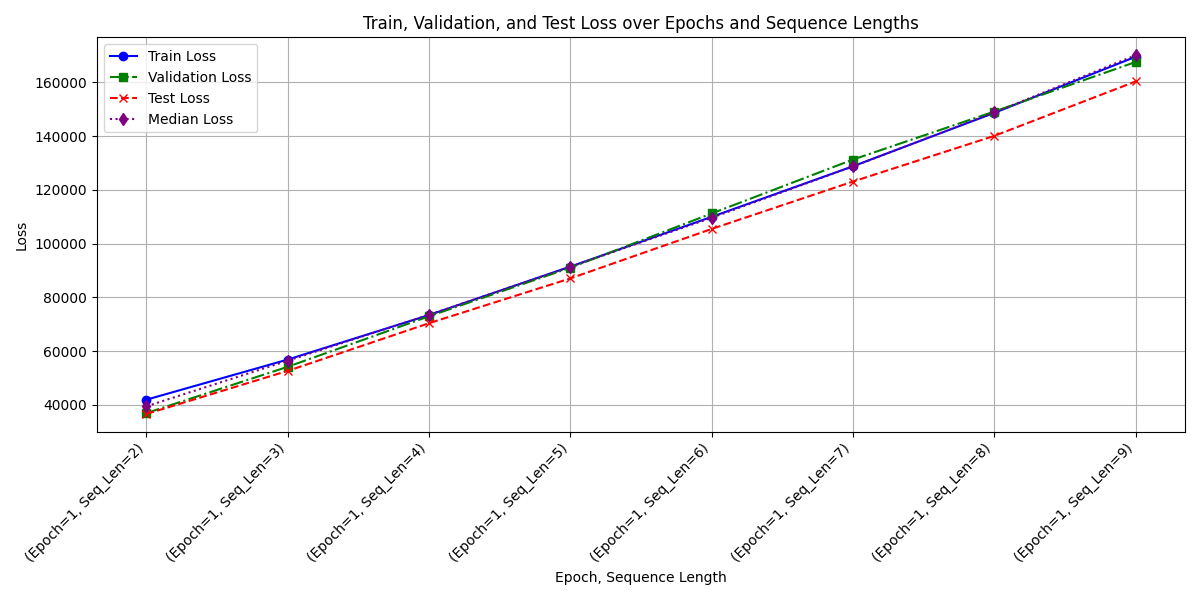 Train, Validation, and Test Loss over Epochs and Sequence Lengths
Train Loss
Validation Loss
Test Loss
Median Loss
Loss
160000
140000
120000
100000
80000
60000
40000
(Epoch=1, Seq_Len=2)
(Epoch=1, Seq_Len=3)
(Epoch=1, Seq_Len=4)
(Epoch=1, Seq_Len=5)
(Epoch=1, Seq_Len=6)
(Epoch=1, Seq_Len=7)
(Epoch=1, Seq_Len=8)
(Epoch=1, Seq_Len=9)
Epoch, Sequence Length